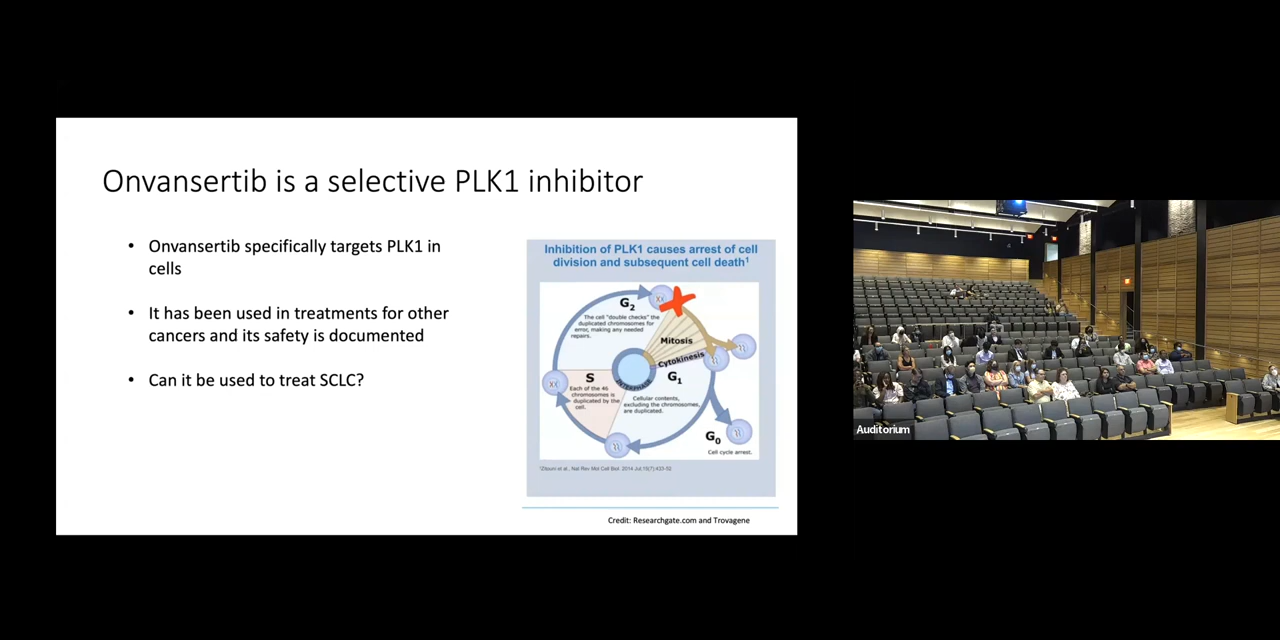 Onvansertib is a selective PLK1 inhibitor
• Onvansertib specifically targets PLK1 in
cells
• It has been used in treatments for other
cancers and its safety is documented
• Can it be used to treat SCLC?
Inhibition of PLK1 causes arrest of cell
division and subsequent cell death¹
G₂
The cell "double checks" the
duplicated chromosomes for
error, making any needed
repairs.
Mitosis
Cytokinesis
INTERPHASE
S
Each of the 46
chromosomes is
duplicated by the
cell.
G₁
Cellular contents,
excluding the chromosomes,
are duplicated.
G₀
Cell cycle arrest.
Credit: Researchgate.com and Trovagene
Auditorium